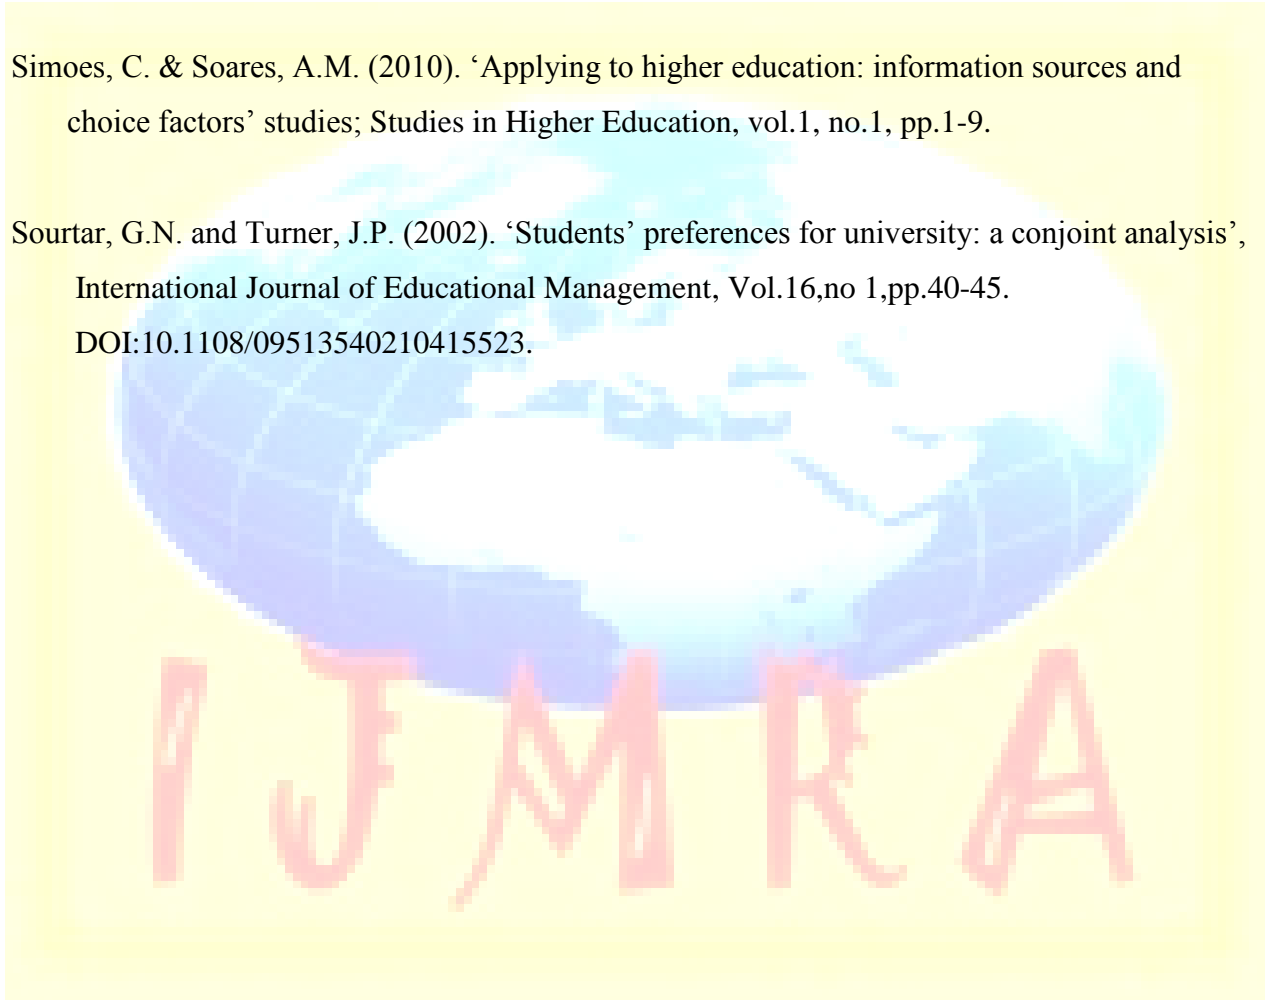 Simoes, C. & Soares, A.M. (2010). ‘Applying to higher education: information sources and
choice factors’ studies; Studies in Higher Education, vol.1, no.1, pp.1-9.
Sourtar, G.N. and Turner, J.P. (2002). ‘Students’ preferences for university: a conjoint analysis’,
International Journal of Educational Management, Vol.16,no 1,pp.40-45.
DOI:10.1108/09513540210415523.
IJMRA